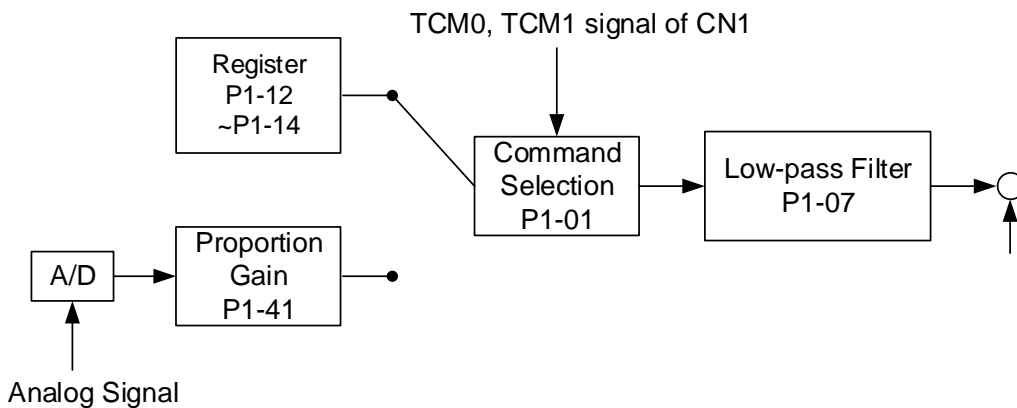 TCM0, TCM1 signal of CN1
Register
P1-12
~P1-14
Command
Selection
P1-01
Low-pass Filter
P1-07
Proportion
Gain
P1-41
A/D
Analog Signal